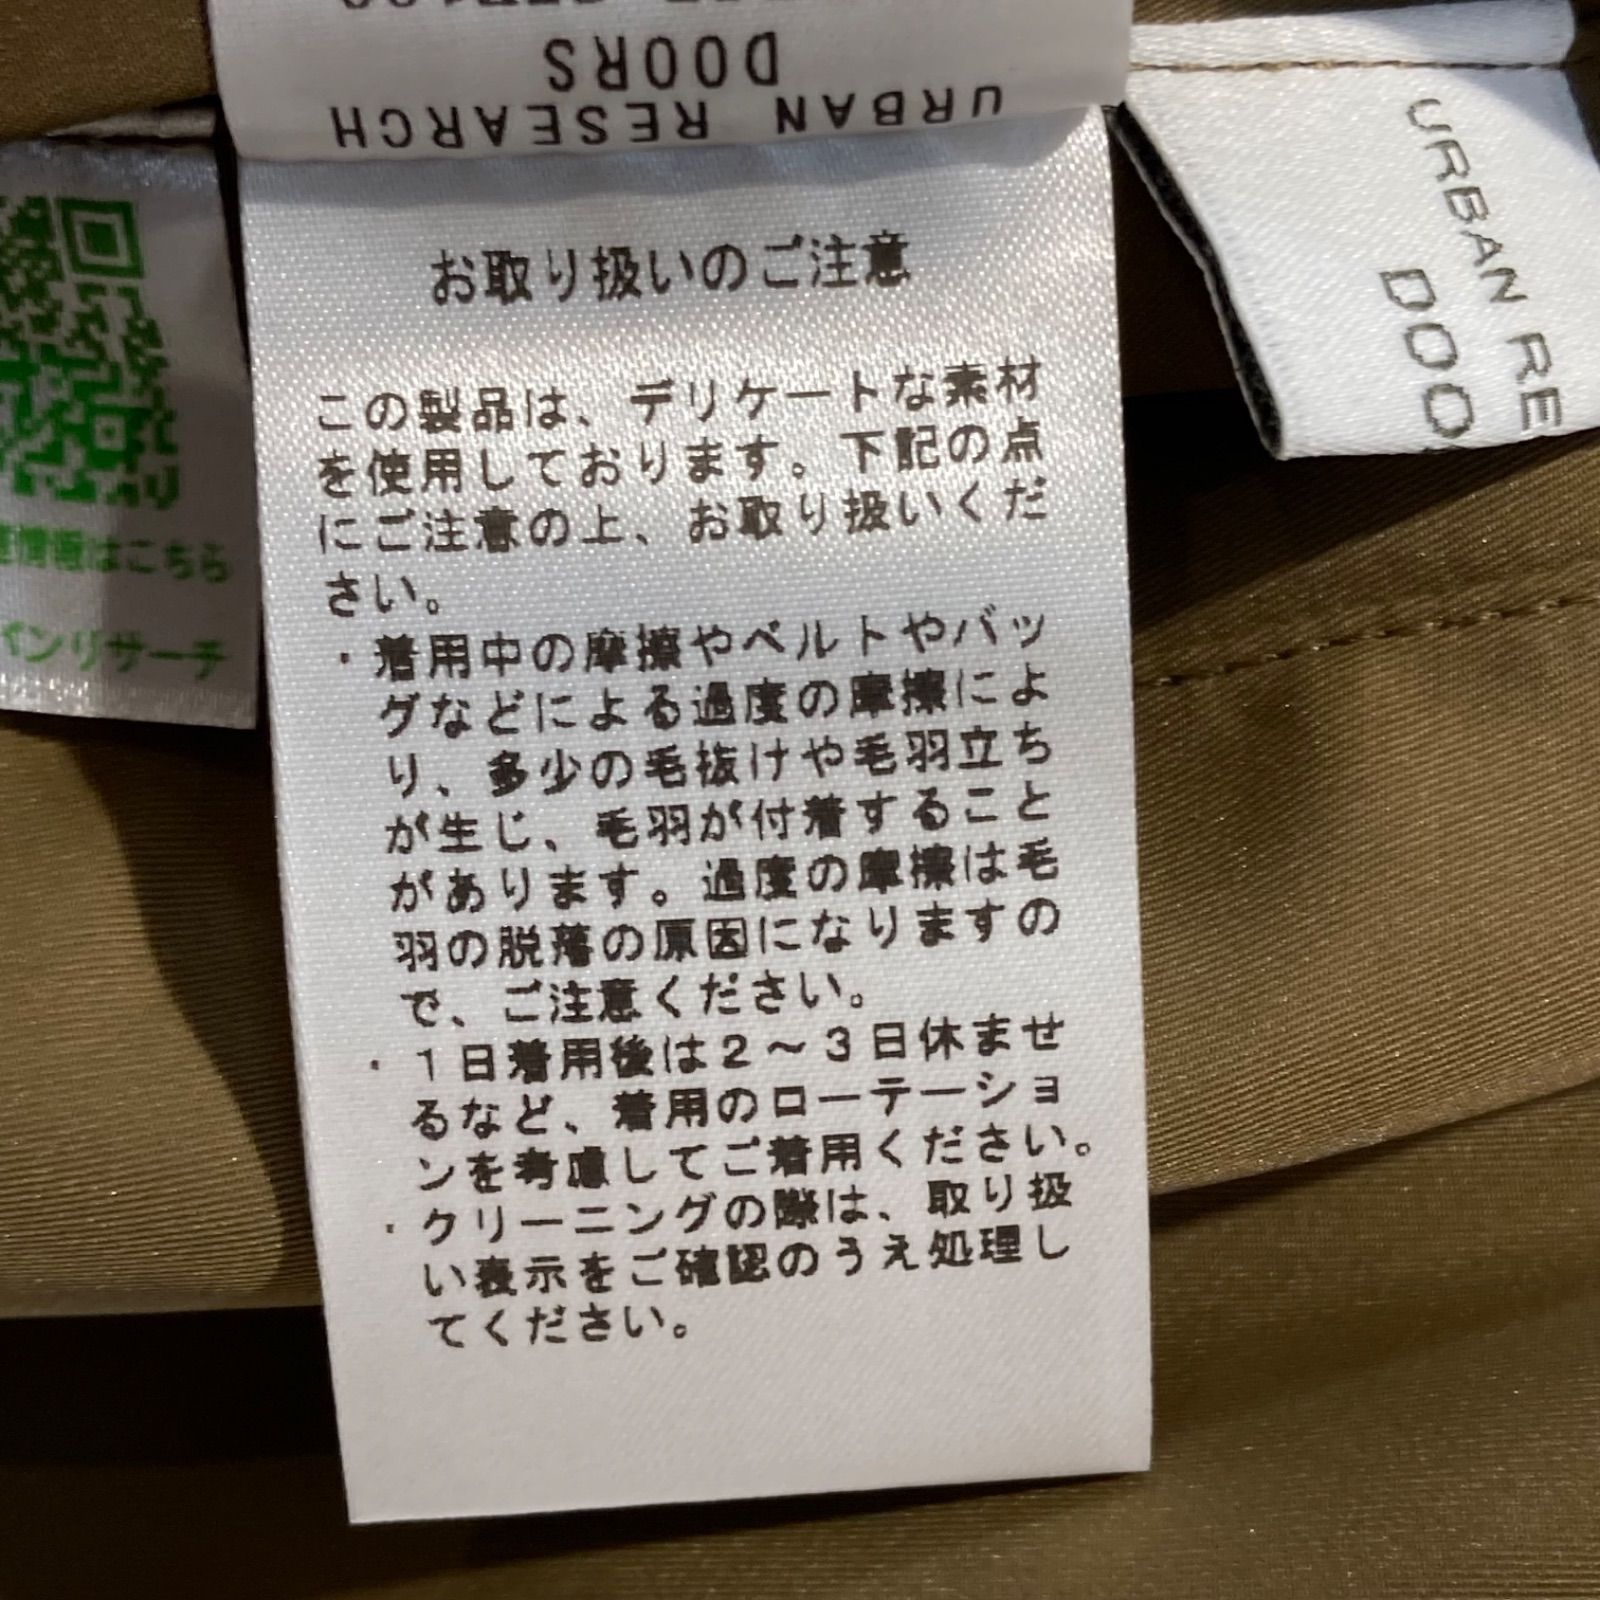 URBAN RESEARCH
DOORS
お取り扱いのご注意
この製品は、デリケートな素材
を使用しております。下記の点
にご注意の上、お取り扱いくだ
さい。
・着用中の摩擦やベルトやバッ
グなどによる過度の摩擦によ
り、多少の毛抜けや毛羽立ち
が生じ、毛羽が付着すること
があります。過度の摩擦は毛
羽の脱落の原因になりますの
で、ご注意ください。
・1日着用後は2～3日休ませ
るなど、着用のローテーショ
ンを考慮してご着用ください。
・クリーニングの際は、取り扱
い表示をご確認のうえ処理し
てください。
情報はこちら
パンリサーチ
URBAN RE
DOO